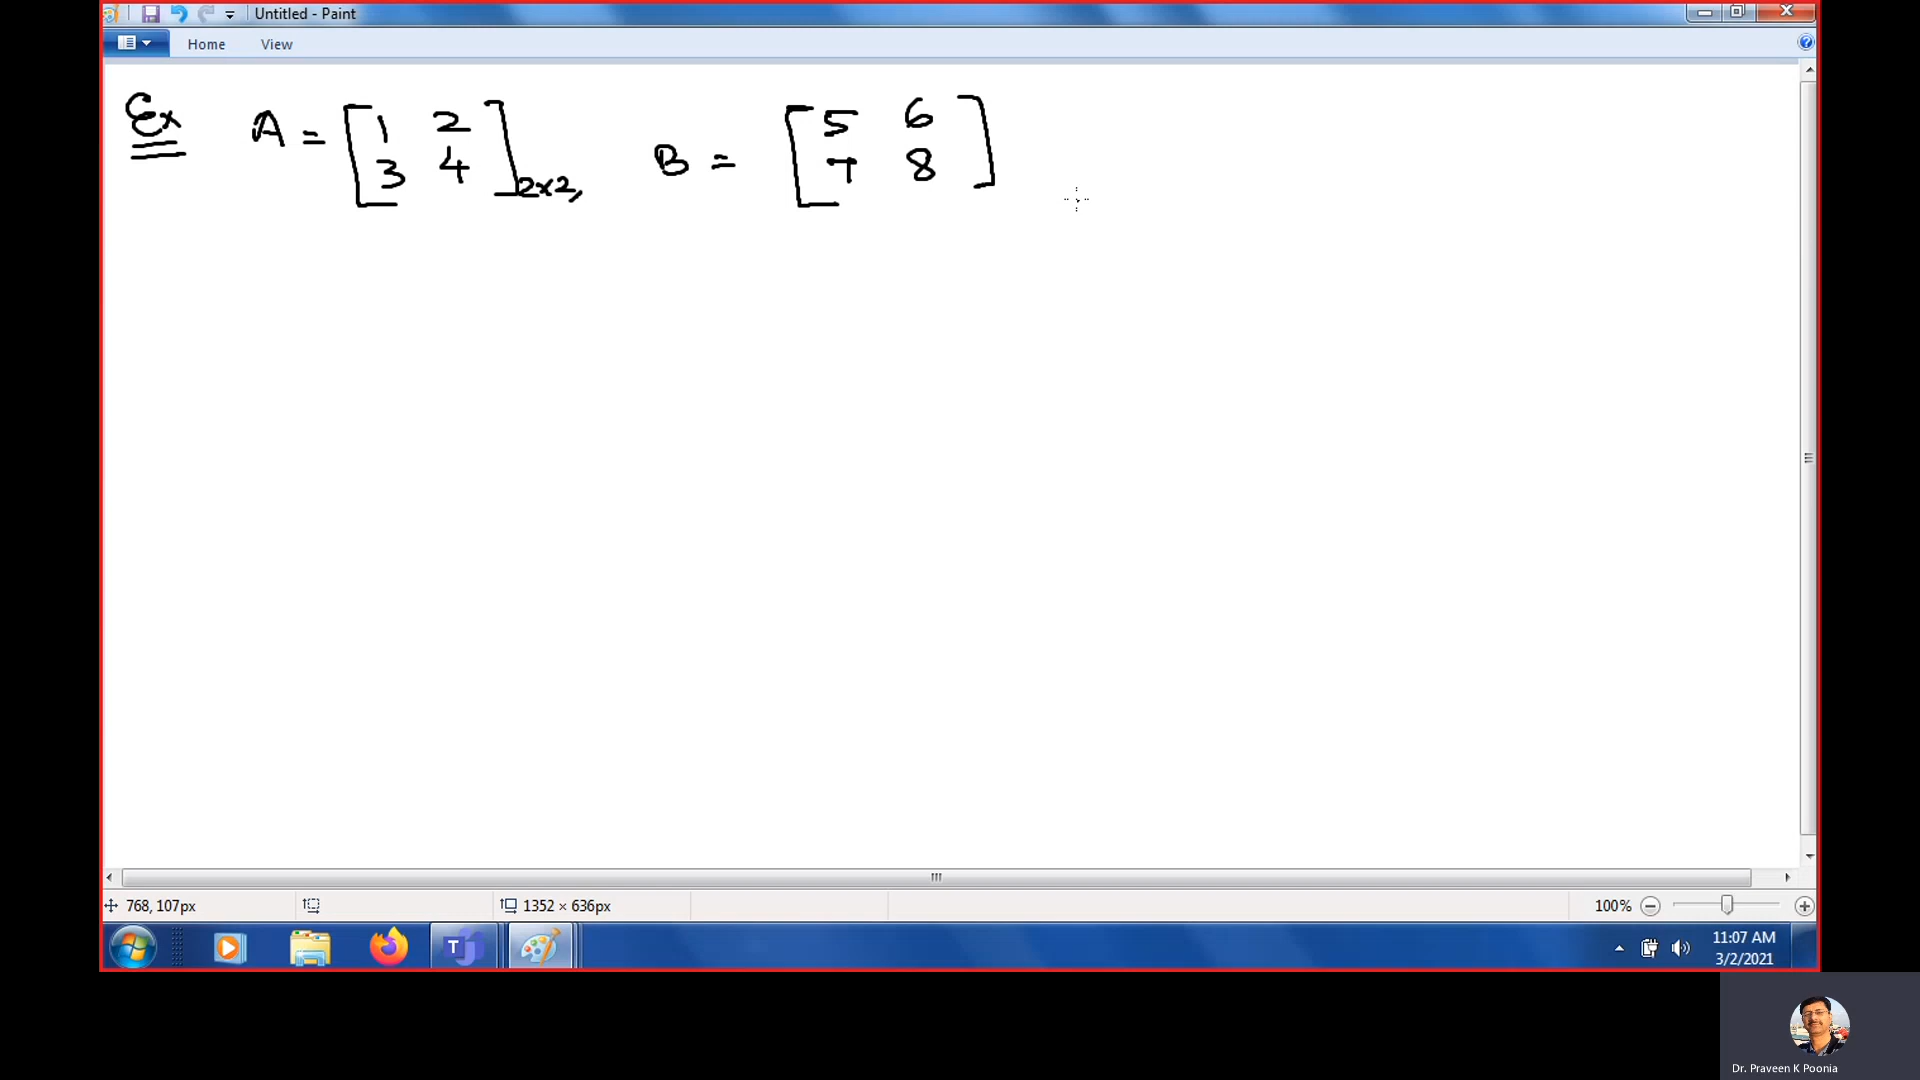 Untitled - Paint
Home View
Ex A = [1 2
3 4]2x2, B = [5 6
7 8]
768, 107px 1352 × 636px 100%
T
11:07 AM
3/2/2021
Dr. Praveen K Poonia